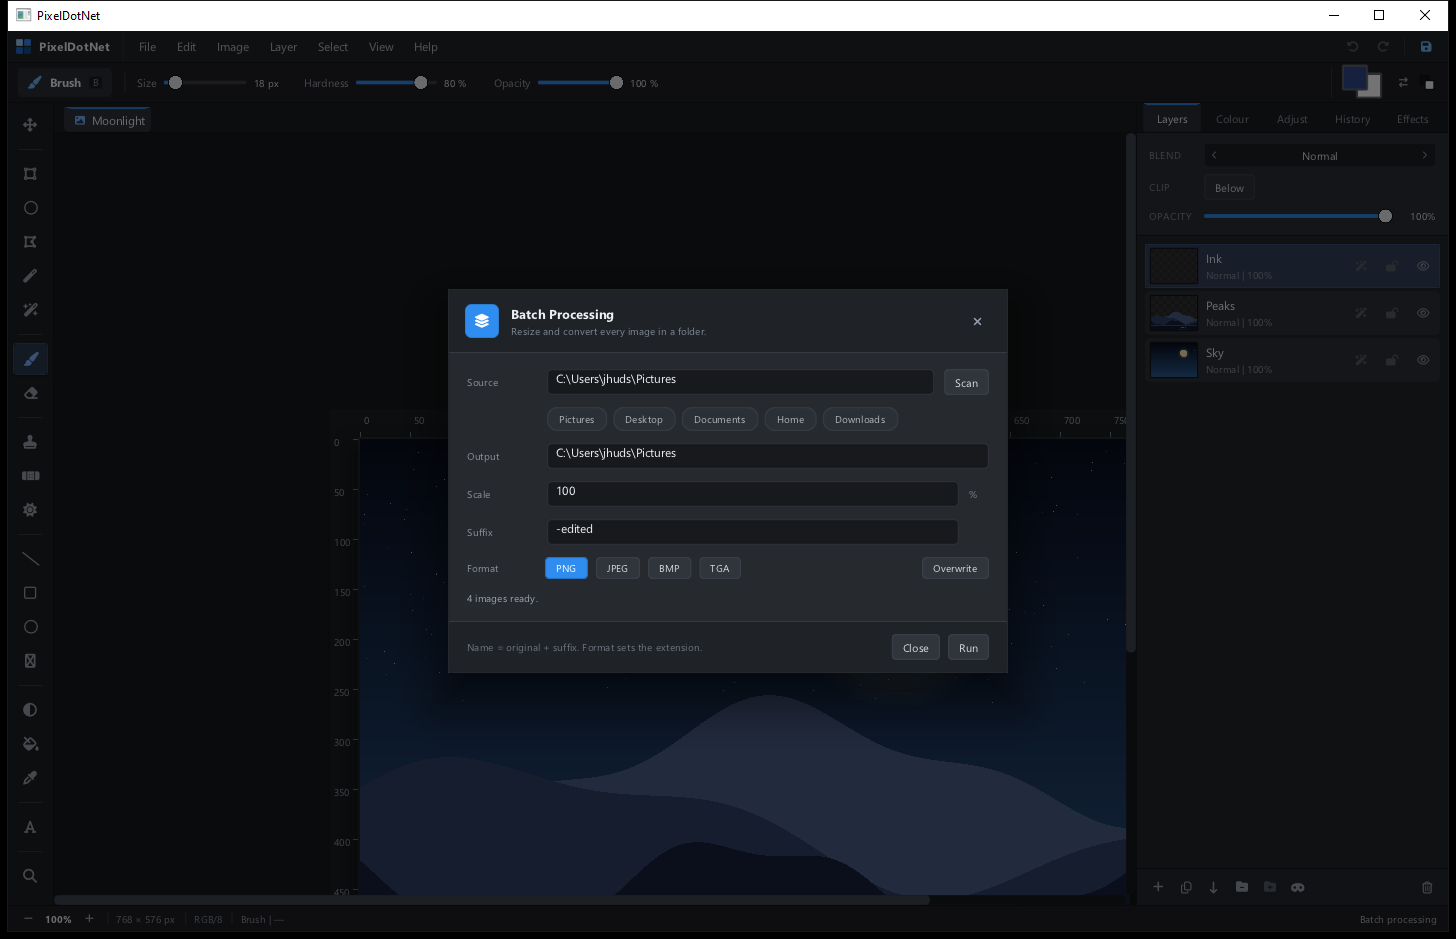 PixelDotNet
PixelDotNet File Edit Image Layer Select View Help
Brush B Size 18 px Hardness 80 % Opacity 100 %
Moonlight
Layers Colour Adjust History Effects
BLEND Normal
CLIP Below
OPACITY 100%
Ink
Normal | 100%
Peaks
Normal | 100%
Sky
Normal | 100%
0 50 650 700 750
0
50
100
150
200
250
300
350
400
450
Batch Processing
Resize and convert every image in a folder.
Source C:\Users\jhuds\Pictures Scan
Pictures Desktop Documents Home Downloads
Output C:\Users\jhuds\Pictures
Scale 100 %
Suffix -edited
Format PNG JPEG BMP TGA Overwrite
4 images ready.
Name = original + suffix. Format sets the extension. Close Run
A
− 100% + 768 × 576 px RGB/8 Brush | — Batch processing